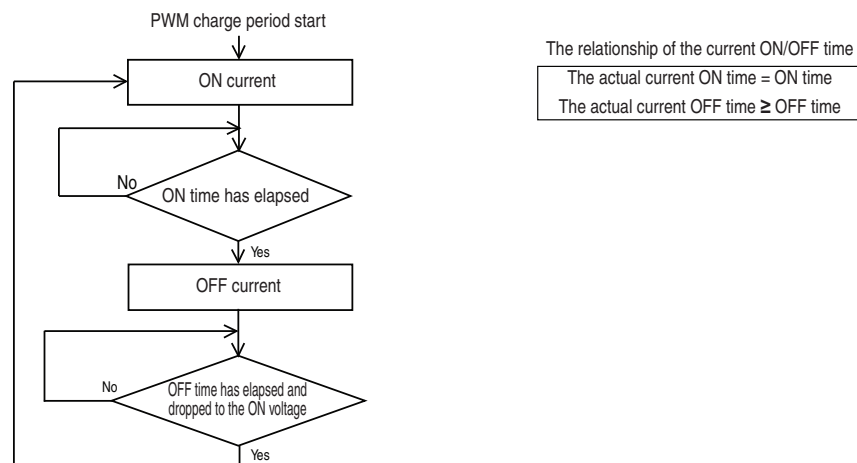 PWM charge period start
ON current
No
ON time has elapsed
Yes
OFF current
No
OFF time has elapsed and
dropped to the ON voltage
Yes
The relationship of the current ON/OFF time
The actual current ON time = ON time
The actual current OFF time ≥ OFF time